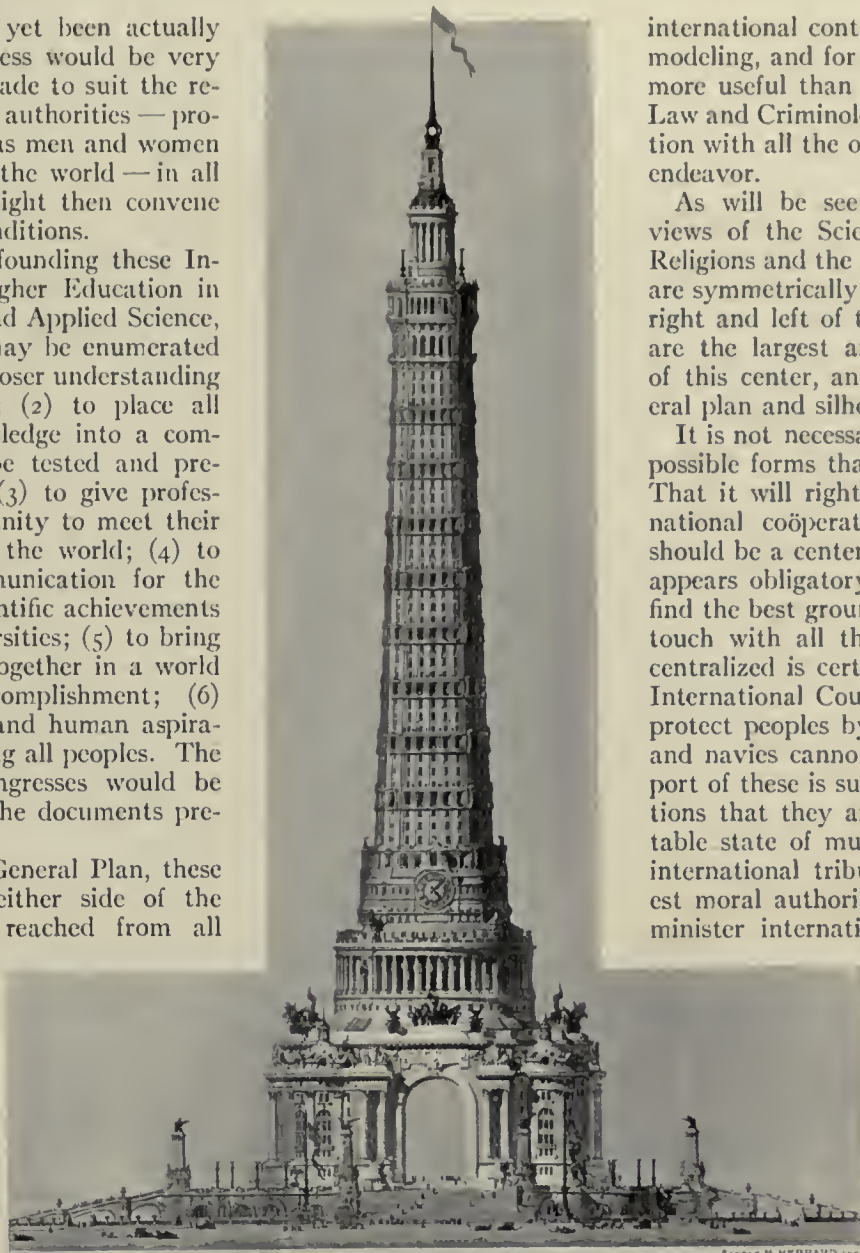 yet been actually
ess would be very
ade to suit the re-
authorities — pro-
as men and women
the world — in all
ight then convene
nditions.
founding these In-
gher Education in
d Applied Science,
may be enumerated
oser understanding
(2) to place all
ledge into a com-
e tested and pre-
(3) to give profes-
unity to meet their
the world; (4) to
munication for the
ntific achievements
rsities; (5) to bring
ogether in a world
omplishment; (6)
and human aspira-
g all peoples. The
ngresses would be
he documents pre-
General Plan, these
either side of the
reached from all
international cont
modeling, and for
more useful than
Law and Criminol
tion with all the o
endeavor.
As will be see
views of the Scie
Religions and the
are symmetrically
right and left of t
are the largest a
of this center, an
eral plan and silho
It is not necessa
possible forms tha
That it will right
national coöperat
should be a center
appears obligatory
find the best groun
touch with all th
centralized is cert
International Cou
protect peoples by
and navies canno
port of these is su
tions that they a
table state of mu
international tribu
est moral authori
minister internati